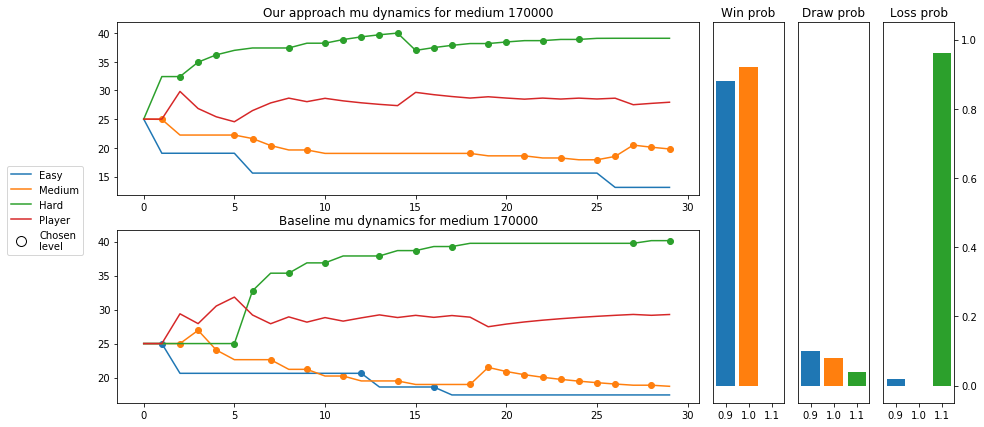 Our approach mu dynamics for medium 170000
40
35
30
25
20
15
0 5 10 15 20 25 30
Baseline mu dynamics for medium 170000
40
35
30
25
20
0 5 10 15 20 25 30
Easy
Medium
Hard
Player
Chosen
level
Win prob
0.9 1.0 1.1
Draw prob
0.9 1.0 1.1
Loss prob
0.9 1.0 1.1
1.0
0.8
0.6
0.4
0.2
0.0